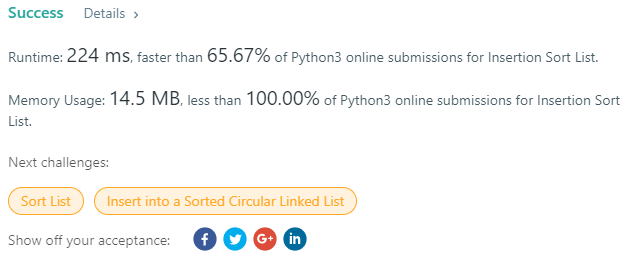 Success Details >
Runtime: 224 ms, faster than 65.67% of Python3 online submissions for Insertion Sort List.
Memory Usage: 14.5 MB, less than 100.00% of Python3 online submissions for Insertion Sort
List.
Next challenges:
Sort List Insert into a Sorted Circular Linked List
Show off your acceptance: f G+ in